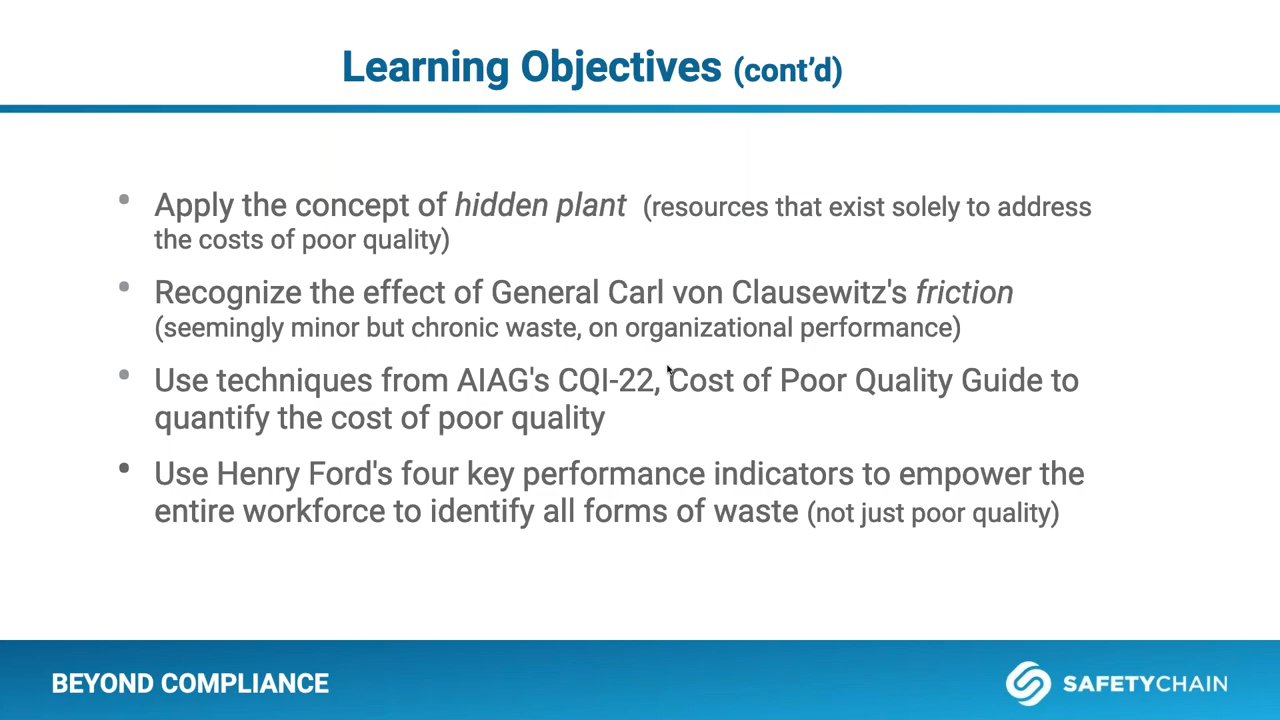 Learning Objectives (cont’d)
• Apply the concept of hidden plant (resources that exist solely to address
the costs of poor quality)
• Recognize the effect of General Carl von Clausewitz's friction
(seemingly minor but chronic waste, on organizational performance)
• Use techniques from AIAG's CQI-22, Cost of Poor Quality Guide to
quantify the cost of poor quality
• Use Henry Ford's four key performance indicators to empower the
entire workforce to identify all forms of waste (not just poor quality)
BEYOND COMPLIANCE
SAFETYCHAIN